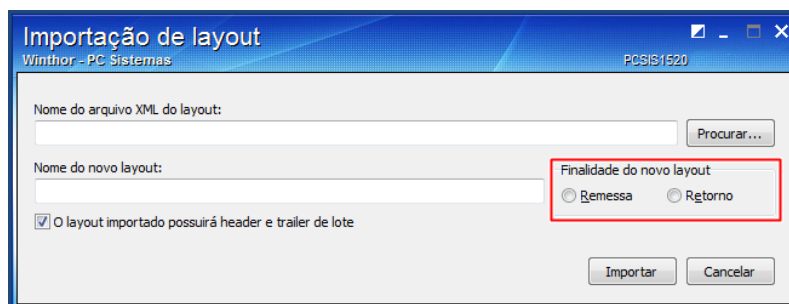 Importação de layout
Winthor - PC Sistemas
PCSIS1520
Nome do arquivo XML do layout:
Procurar...
Nome do novo layout:
Finalidade do novo layout
Remessa
Retorno
O layout importado possuirá header e trailer de lote
Importar
Cancelar